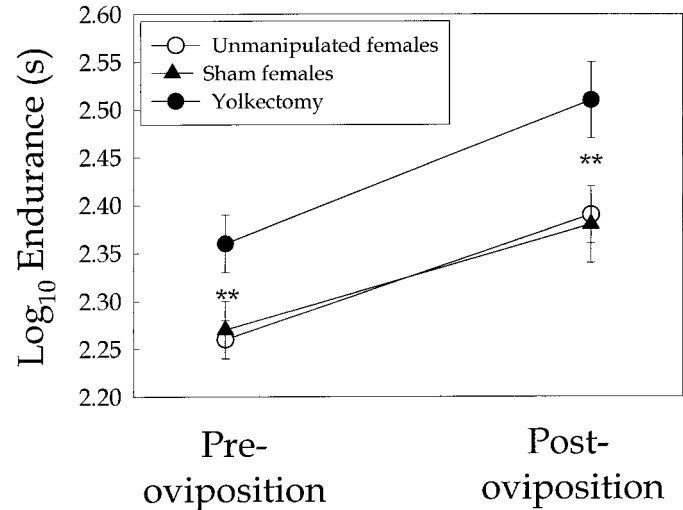 Log10 Endurance (s)
2.60
2.55
2.50
2.45
2.40
2.35
2.30
2.25
2.20
Unmanipulated females
Sham females
Yolkectomy
**
**
Pre-
oviposition
Post-
oviposition